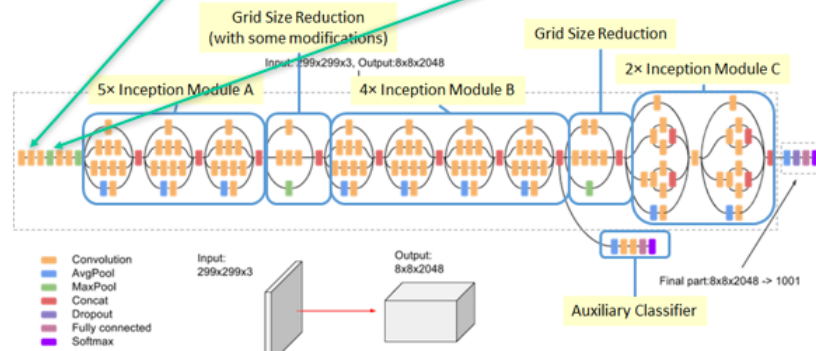 Grid Size Reduction
(with some modifications)
Grid Size Reduction
Input: 299x299x3, Output:8x8x2048
5× Inception Module A
4× Inception Module B
2× Inception Module C
Convolution
AvgPool
MaxPool
Concat
Dropout
Fully connected
Softmax
Input:
299x299x3
Output:
8x8x2048
Final part:8x8x2048 -> 1001
Auxiliary Classifier